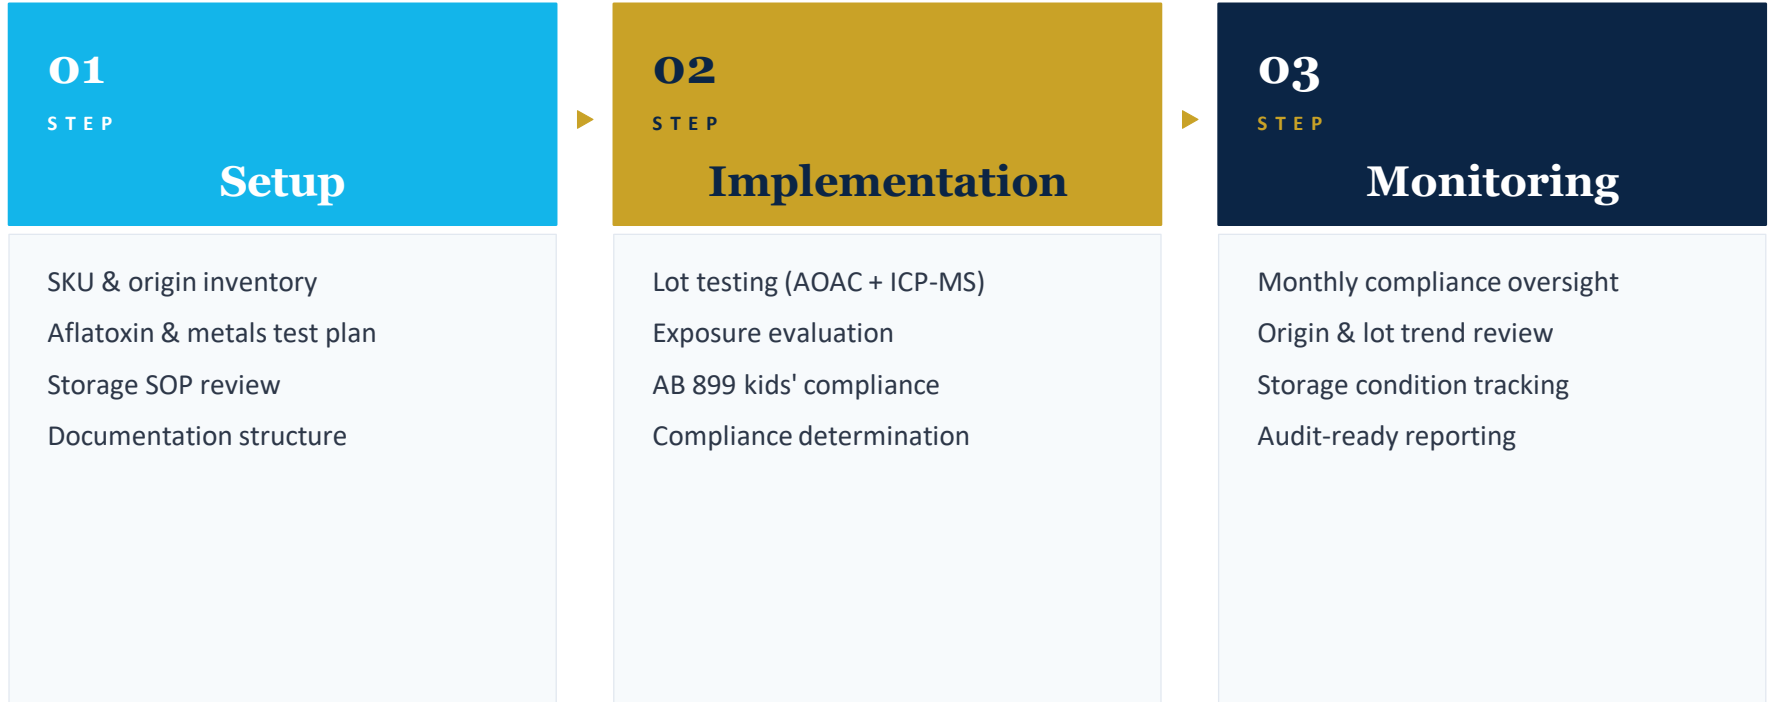 01
STEP
Setup
SKU & origin inventory
Aflatoxin & metals test plan
Storage SOP review
Documentation structure
02
STEP
Implementation
Lot testing (AOAC + ICP-MS)
Exposure evaluation
AB 899 kids' compliance
Compliance determination
03
STEP
Monitoring
Monthly compliance oversight
Origin & lot trend review
Storage condition tracking
Audit-ready reporting